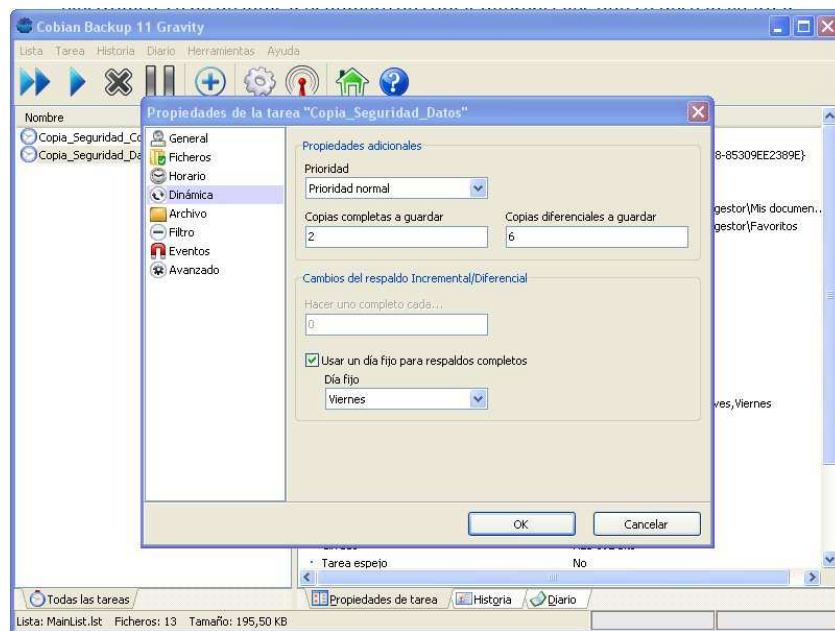 Cobian Backup 11 Gravity
Lista Tarea Historia Diario Herramientas Ayuda
Nombre
Copia_Seguridad_Co
Copia_Seguridad_Da
Propiedades de la tarea "Copia_Seguridad_Datos"
General
Ficheros
Horario
Dinámica
Archivo
Filtro
Eventos
Avanzado
Propiedades adicionales
Prioridad
Prioridad normal
Copias completas a guardar
Copias diferenciales a guardar
2
6
Cambios del respaldo Incremental/Diferencial
Hacer uno completo cada...
0
Usar un día fijo para respaldos completos
Día fijo
Viernes
OK
Cancelar
8-85309EE2389E}
gestor\Mis documen...
gestor\Favoritos
ves,Viernes
Tarea espejo No
Todas las tareas
Propiedades de tarea Historia Diario
Lista: MainList.lst Ficheros: 13 Tamaño: 195,50 KB